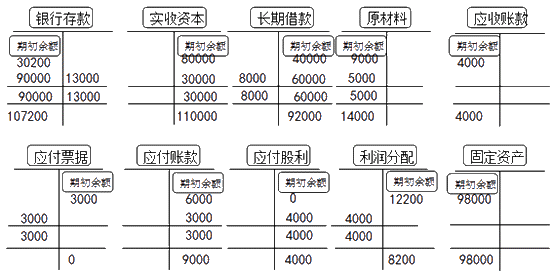 银行存款 实收资本 长期借款 原材料 应收账款
期初余额 期初余额 期初余额 期初余额 期初余额
30200 80000 40000 9000 4000
90000 13000 30000 8000 60000 5000
90000 13000 30000 8000 60000 5000
107200 110000 92000 14000 4000
应付票据 应付账款 应付股利 利润分配 固定资产
期初余额 期初余额 期初余额 期初余额 期初余额
3000 6000 0 12200 98000
3000 3000 4000 4000
3000 3000 4000 4000
0 9000 4000 8200 98000